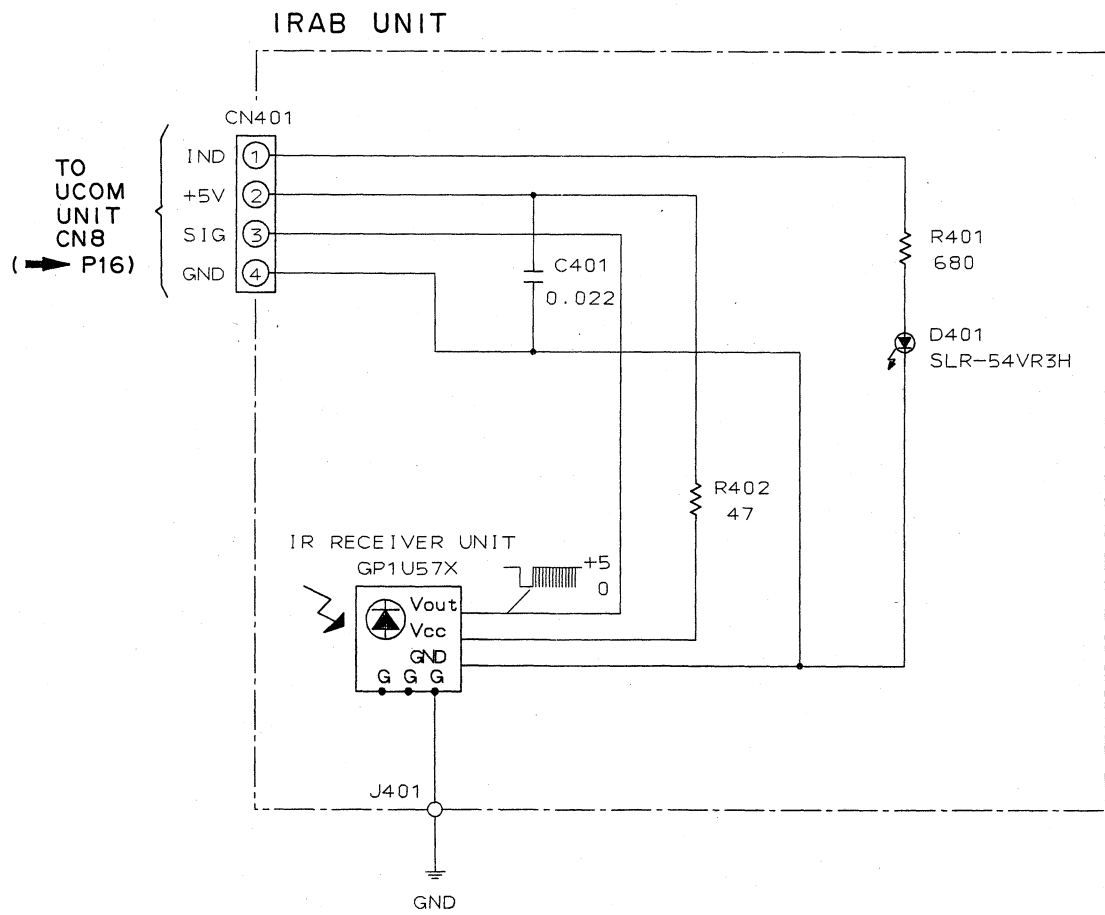 IRAB UNIT
CN401
TO
UCOM
UNIT
CN8
(➡ P16)
IND 1
+5V 2
SIG 3
GND 4
C401
0.022
R401
680
D401
SLR-54VR3H
R402
47
IR RECEIVER UNIT
GP1U57X
+5
0
Vout
Vcc
GND
G G G
J401
GND